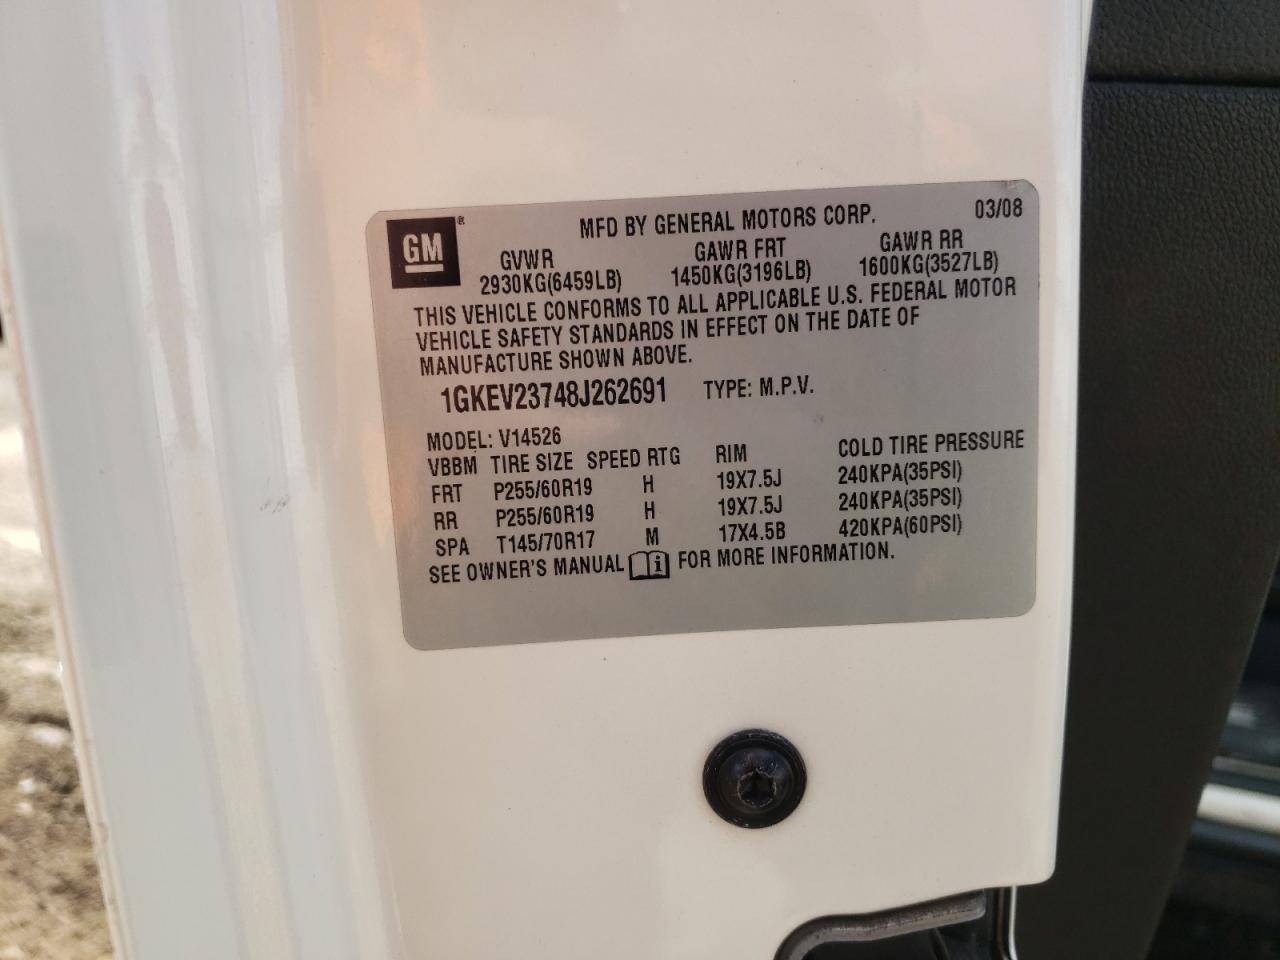 GM® MFD BY GENERAL MOTORS CORP. 03/08
GVWR GAWR FRT GAWR RR
2930KG(6459LB) 1450KG(3196LB) 1600KG(3527LB)
THIS VEHICLE CONFORMS TO ALL APPLICABLE U.S. FEDERAL MOTOR
VEHICLE SAFETY STANDARDS IN EFFECT ON THE DATE OF
MANUFACTURE SHOWN ABOVE.
1GKEV23748J262691 TYPE: M.P.V.
MODEL: V14526
VBBM TIRE SIZE SPEED RTG RIM COLD TIRE PRESSURE
FRT P255/60R19 H 19X7.5J 240KPA(35PSI)
RR P255/60R19 H 19X7.5J 240KPA(35PSI)
SPA T145/70R17 M 17X4.5B 420KPA(60PSI)
SEE OWNER'S MANUAL i FOR MORE INFORMATION.